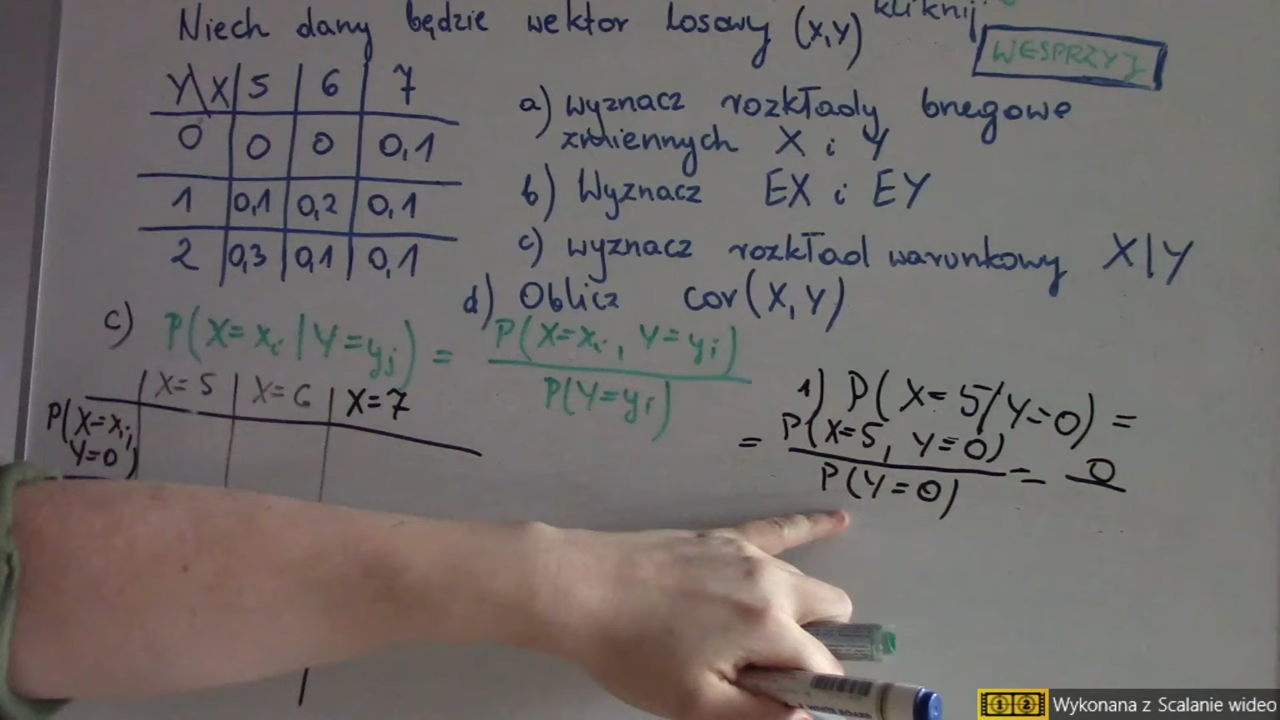 Niech dany będzie wektor losowy (X,Y) kliknij
WESPRZYJ
Y\X 5 6 7
0 0 0 0,1
1 0,1 0,2 0,1
2 0,3 0,1 0,1
a) wyznacz rozkłady bnegowe
zmiennych X i Y
b) Wyznacz EX i EY
c) wyznacz rozkład warunkowy X|Y
d) Oblicz cor(X,Y)
c) P(X=xi | Y=yj) = P(X=xi, Y=yj)
P(Y=yj)
X=5 X=6 X=7
P(X=xi,
Y=0)
1) P(X=5/Y=0) =
= P(X=5, Y=0) = 0
P(Y=0)
Wykonana z Scalanie wideo